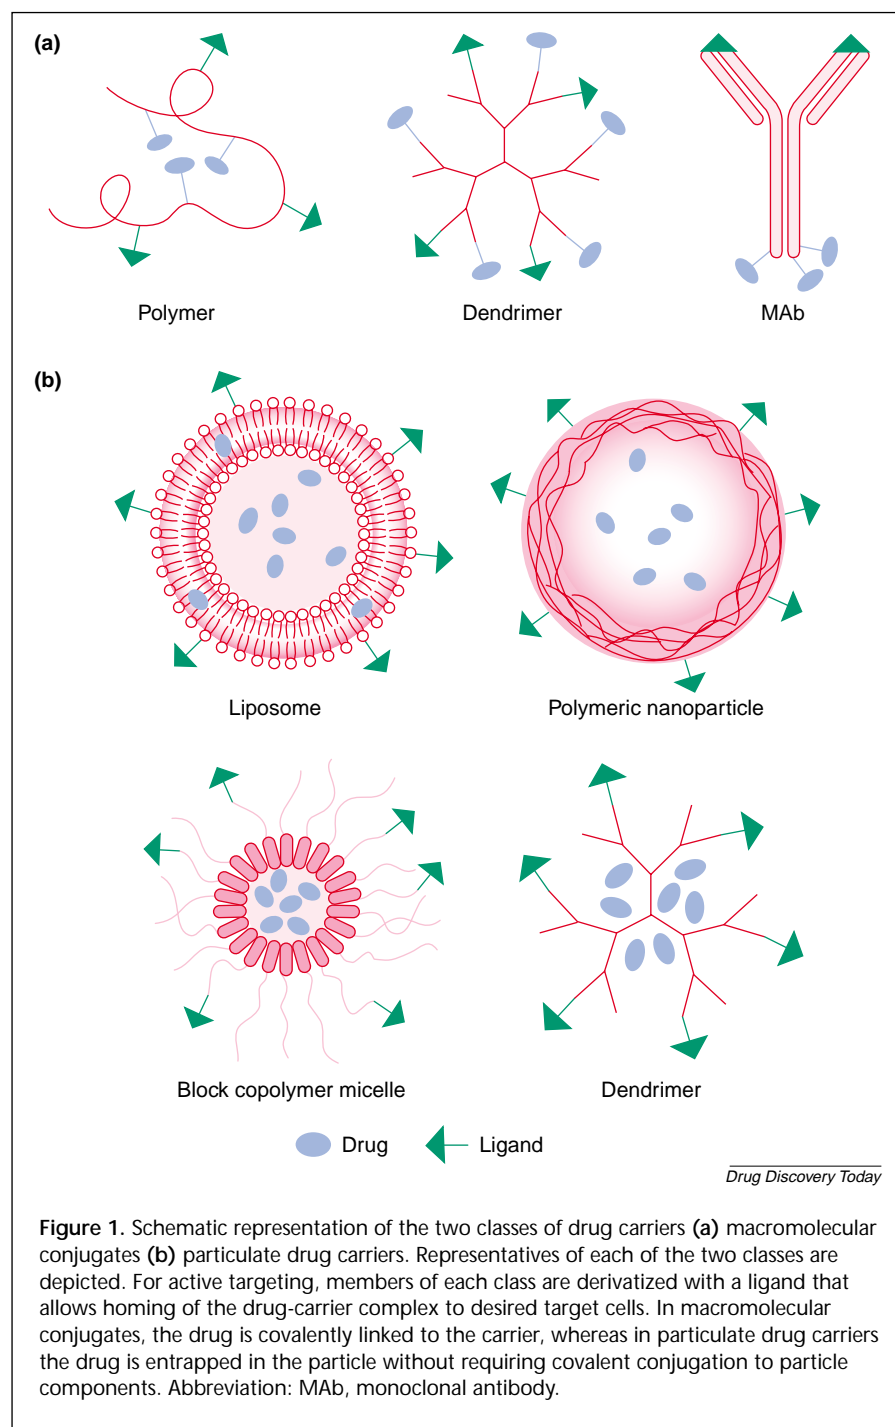 (a)
Polymer
Dendrimer
MAb
(b)
Liposome
Polymeric nanoparticle
Block copolymer micelle
Dendrimer
Drug
Ligand
Drug Discovery Today
Figure 1. Schematic representation of the two classes of drug carriers (a) macromolecular
conjugates (b) particulate drug carriers. Representatives of each of the two classes are
depicted. For active targeting, members of each class are derivatized with a ligand that
allows homing of the drug-carrier complex to desired target cells. In macromolecular
conjugates, the drug is covalently linked to the carrier, whereas in particulate drug carriers
the drug is entrapped in the particle without requiring covalent conjugation to particle
components. Abbreviation: MAb, monoclonal antibody.